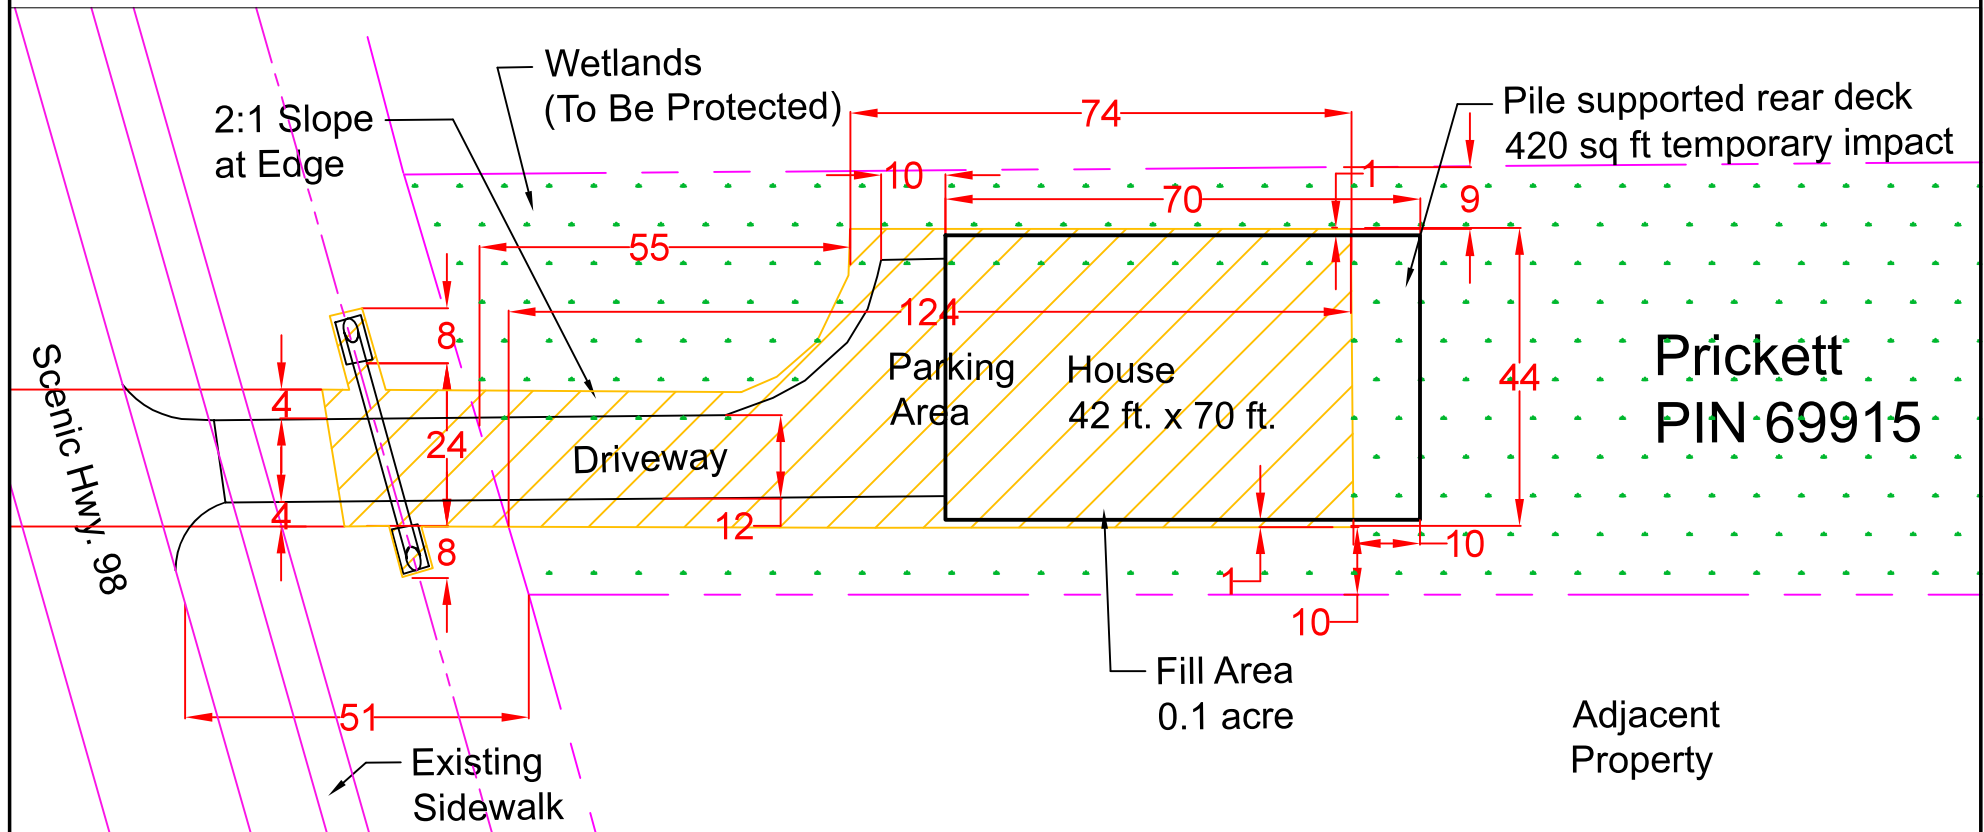 Wetlands
(To Be Protected)
2:1 Slope
at Edge
Pile supported rear deck
420 sq ft temporary impact
74
10
1
70
9
55
124
8
Parking
Area
House
42 ft. x 70 ft.
44
Prickett
PIN 69915
Scenic Hwy. 98
4
24
Driveway
4
12
8
10
1
10
Fill Area
0.1 acre
51
Existing
Sidewalk
Adjacent
Property